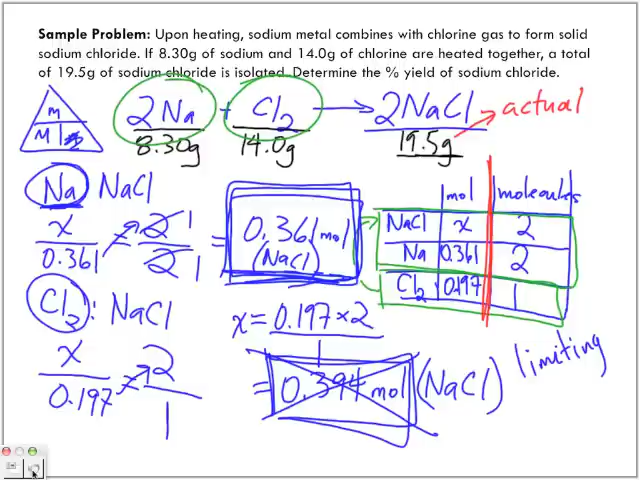 Sample Problem: Upon heating, sodium metal combines with chlorine gas to form solid
sodium chloride. If 8.30g of sodium and 14.0g of chlorine are heated together, a total
of 19.5g of sodium chloride is isolated. Determine the % yield of sodium chloride.
2Na + Cl2 → 2NaCl → actual
8.30g 14.0g 19.5g
m
M
Na NaCl
x/0.361 = 2/2 1/1 = 0.361 mol
(NaCl)
mol molecules
NaCl x 2
Na 0.361 2
Cl2 0.197 1
Cl2: NaCl
x/0.197 = 2/1
x = 0.197 × 2
1
= 0.394 mol (NaCl) limiting